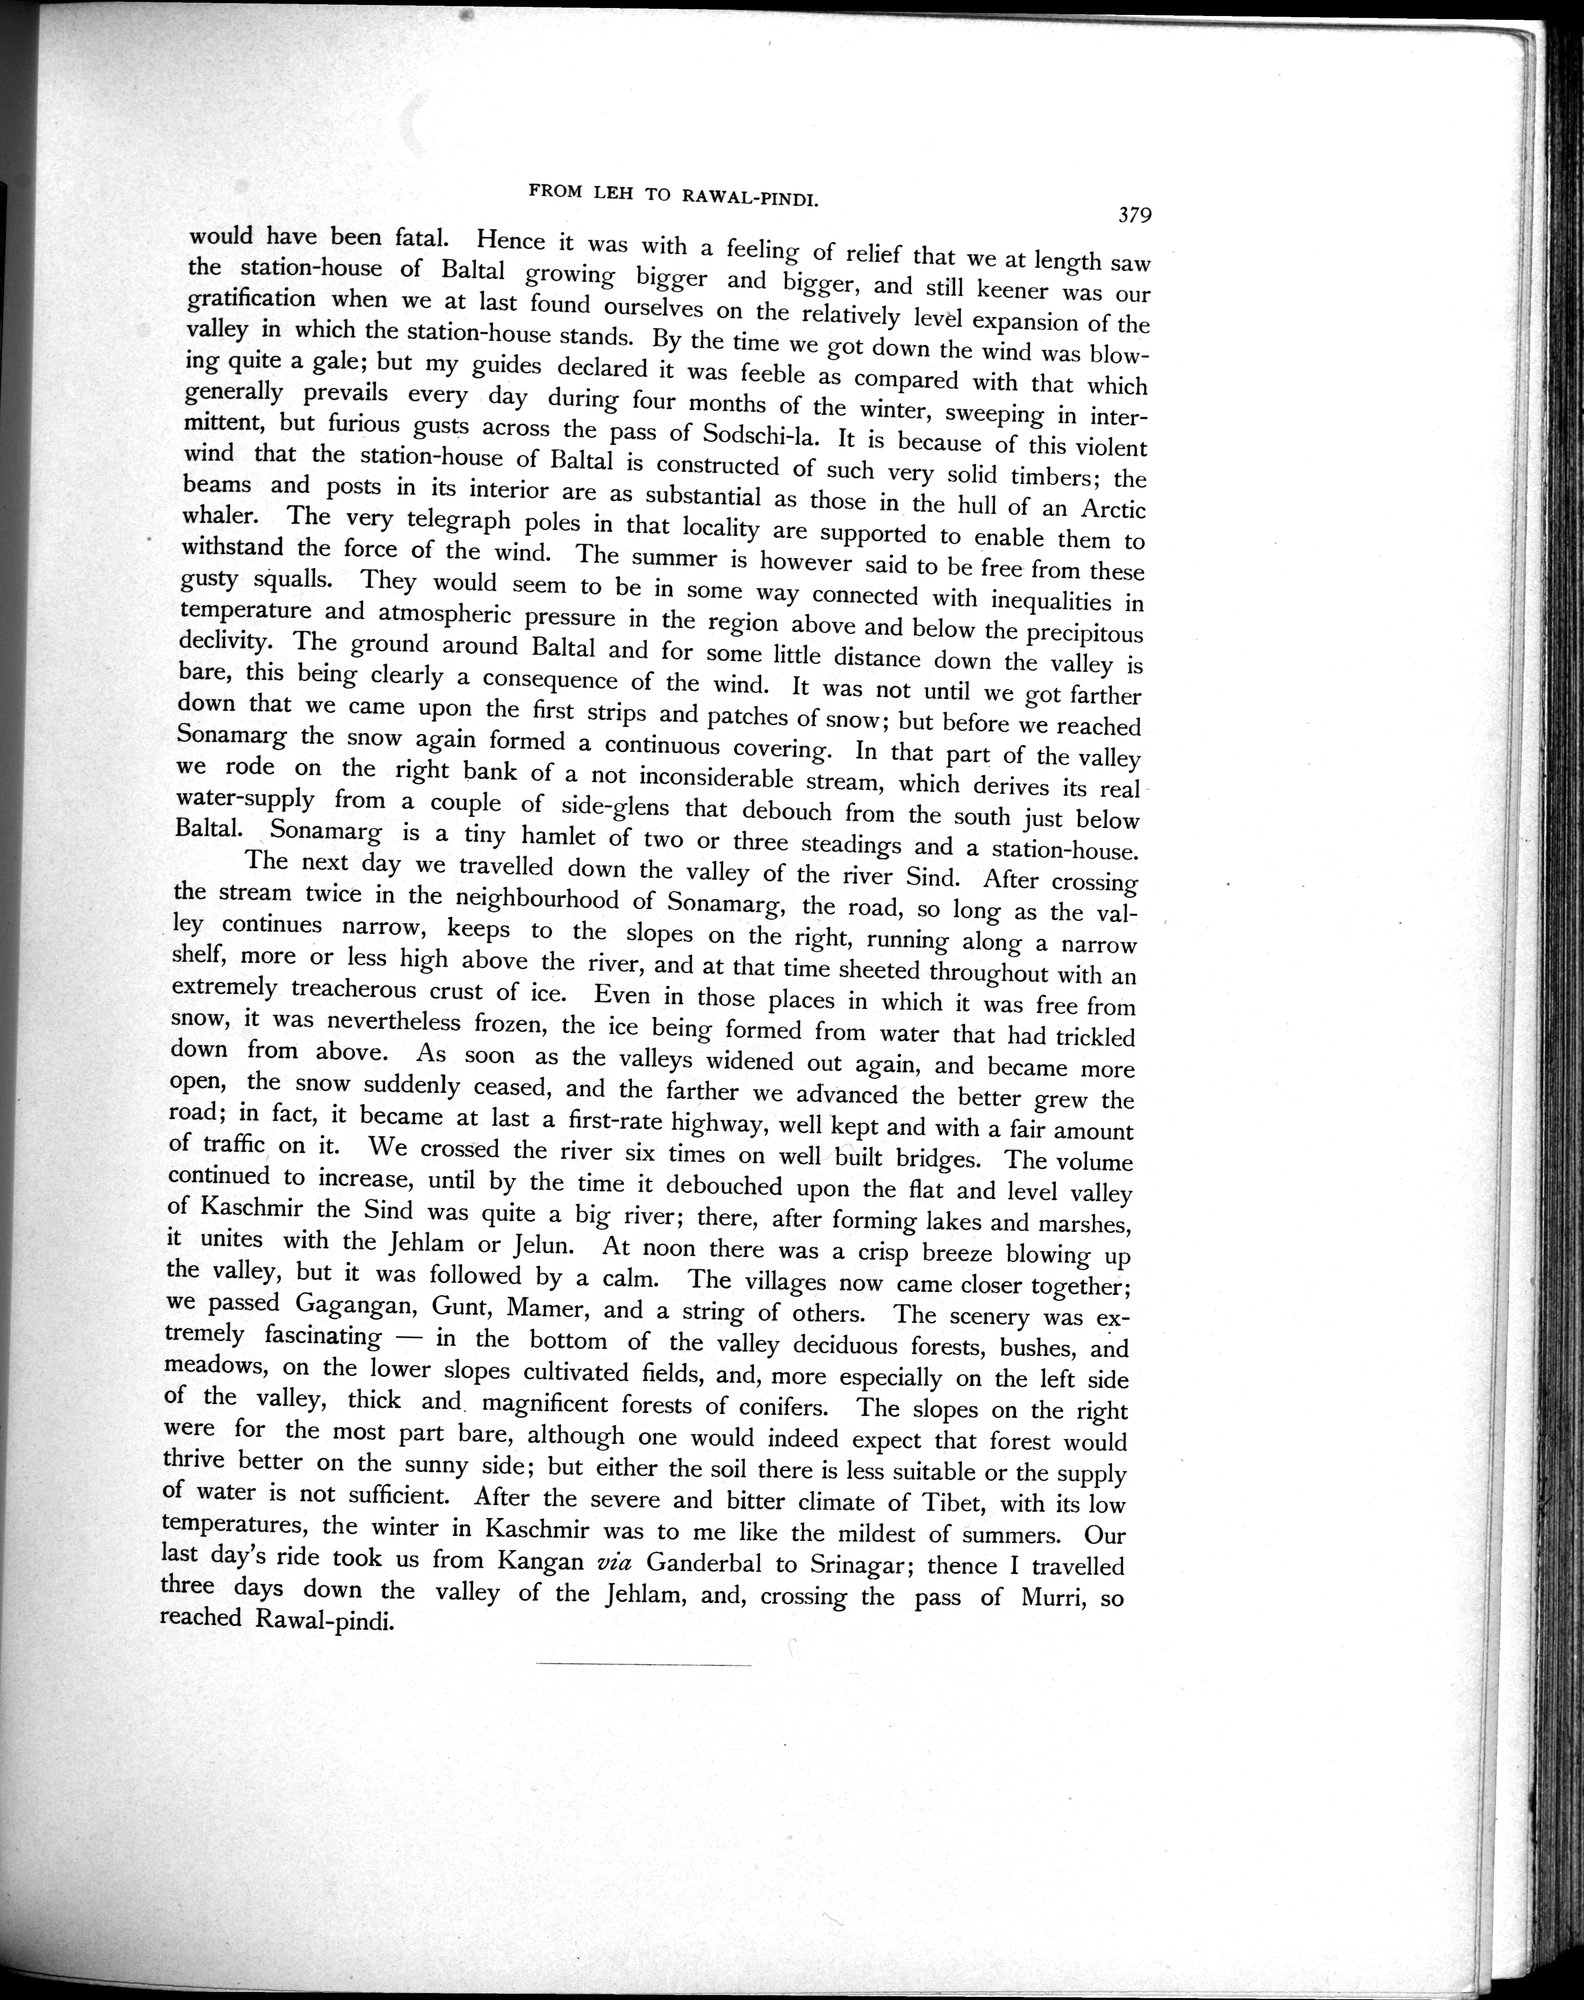 FROM LEH TO RAWAL-PINDI.
379
would have been fatal. Hence it was with a feeling of relief that we at length saw
the station-house of Baltal growing bigger and bigger, and still keener was our
gratification when we at last found ourselves on the relatively level expansion of the
valley in which the station-house stands. By the time we got down the wind was blow-
ing quite a gale; but my guides declared it was feeble as compared with that which
generally prevails every day during four months of the winter, sweeping in inter-
mittent, but furious gusts across the pass of Sodschi-la. It is because of this violent
wind that the station-house of Baltal is constructed of such very solid timbers; the
beams and posts in its interior are as substantial as those in the hull of an Arctic
whaler. The very telegraph poles in that locality are supported to enable them to
withstand the force of the wind. The summer is however said to be free from these
gusty squalls. They would seem to be in some way connected with inequalities in
temperature and atmospheric pressure in the region above and below the precipitous
declivity. The ground around Baltal and for some little distance down the valley is
bare, this being clearly a consequence of the wind. It was not until we got farther
down that we came upon the first strips and patches of snow; but before we reached
Sonamarg the snow again formed a continuous covering. In that part of the valley
we rode on the right bank of a not inconsiderable stream, which derives its real
water-supply from a couple of side-glens that debouch from the south just below
Baltal. Sonamarg is a tiny hamlet of two or three steadings and a station-house.
The next day we travelled down the valley of the river Sind. After crossing
the stream twice in the neighbourhood of Sonamarg, the road, so long as the val-
ley continues narrow, keeps to the slopes on the right, running along a narrow
shelf, more or less high above the river, and at that time sheeted throughout with an
extremely treacherous crust of ice. Even in those places in which it was free from
snow, it was nevertheless frozen, the ice being formed from water that had trickled
down from above. As soon as the valleys widened out again, and became more
open, the snow suddenly ceased, and the farther we advanced the better grew the
road; in fact, it became at last a first-rate highway, well kept and with a fair amount
of traffic on it. We crossed the river six times on well built bridges. The volume
continued to increase, until by the time it debouched upon the flat and level valley
of Kaschmir the Sind was quite a big river; there, after forming lakes and marshes,
it unites with the Jehlam or Jelun. At noon there was a crisp breeze blowing up
the valley, but it was followed by a calm. The villages now came closer together;
we passed Gagangan, Gunt, Mamer, and a string of others. The scenery was ex-
tremely fascinating — in the bottom of the valley deciduous forests, bushes, and
meadows, on the lower slopes cultivated fields, and, more especially on the left side
of the valley, thick and magnificent forests of conifers. The slopes on the right
were for the most part bare, although one would indeed expect that forest would
thrive better on the sunny side; but either the soil there is less suitable or the supply
of water is not sufficient. After the severe and bitter climate of Tibet, with its low
temperatures, the winter in Kaschmir was to me like the mildest of summers. Our
last day's ride took us from Kangan via Ganderbal to Srinagar; thence I travelled
three days down the valley of the Jehlam, and, crossing the pass of Murri, so
reached Rawal-pindi.